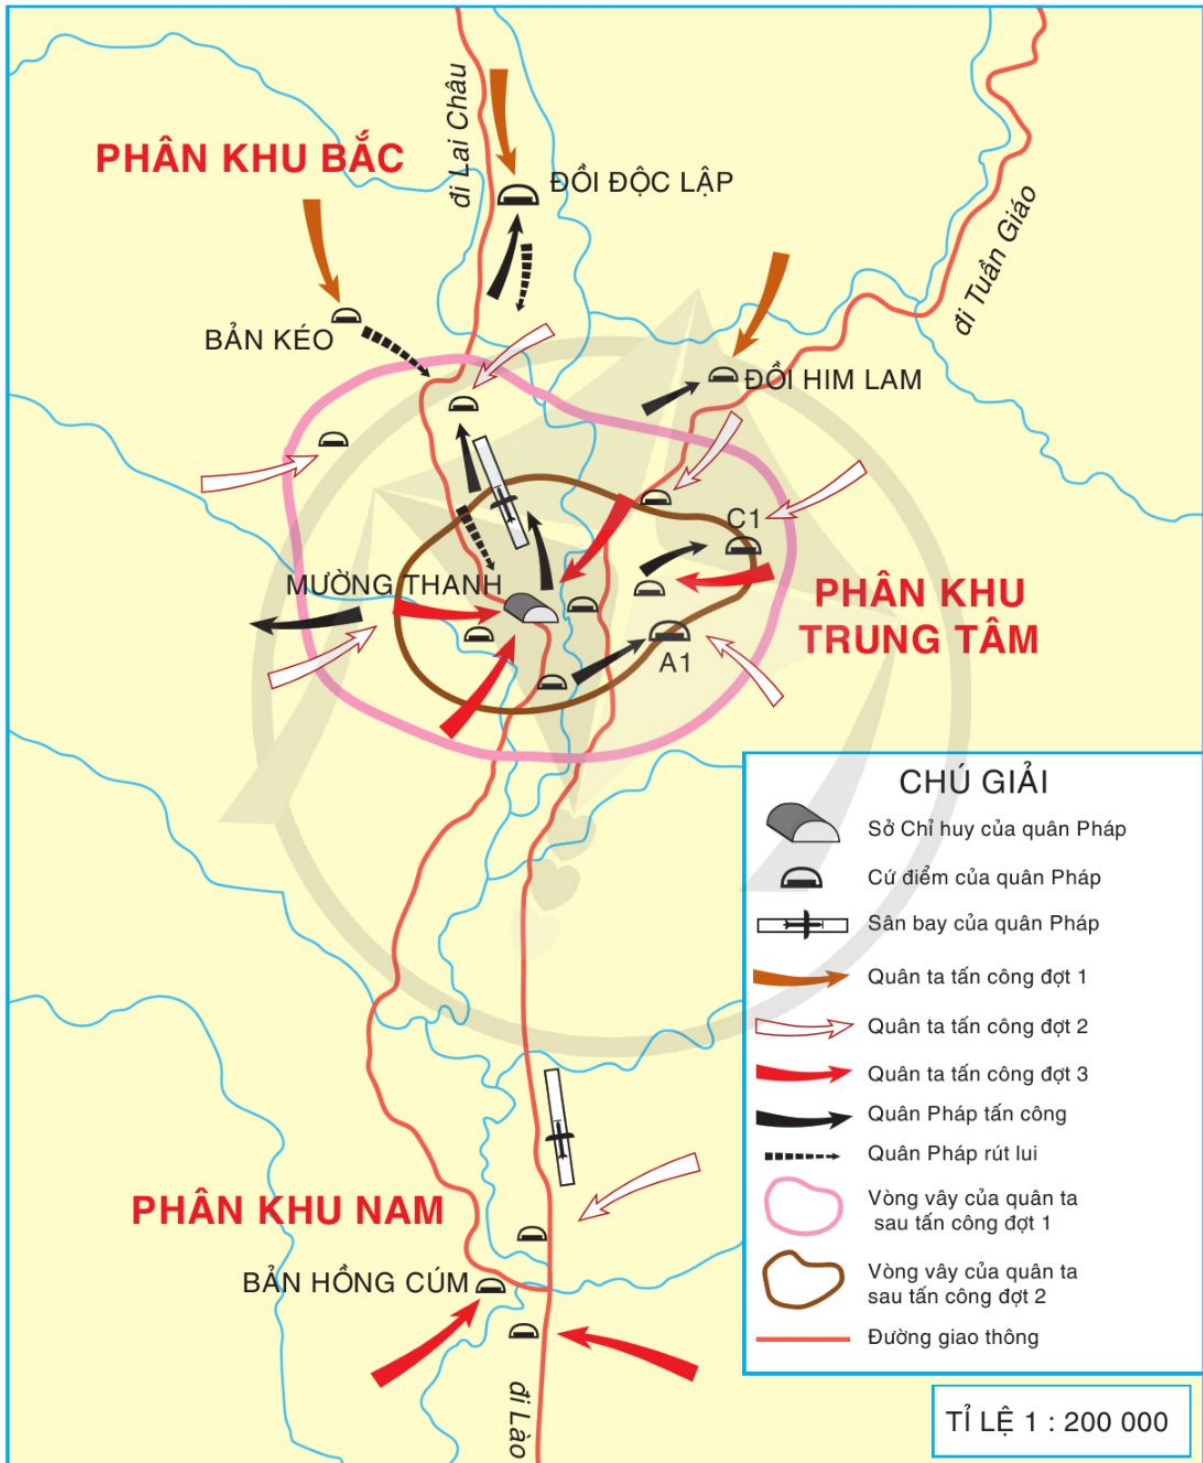 đi Lai Châu
PHÂN KHU BẮC
ĐỒI ĐỘC LẬP
đi Tuần Giáo
BẢN KÉO
ĐỒI HIM LAM
C1
MƯỜNG THANH
PHÂN KHU
TRUNG TÂM
A1
CHÚ GIẢI
Sở Chỉ huy của quân Pháp
Cứ điểm của quân Pháp
Sân bay của quân Pháp
Quân ta tấn công đợt 1
Quân ta tấn công đợt 2
Quân ta tấn công đợt 3
Quân Pháp tấn công
Quân Pháp rút lui
Vòng vây của quân ta
sau tấn công đợt 1
Vòng vây của quân ta
sau tấn công đợt 2
Đường giao thông
PHÂN KHU NAM
BẢN HỒNG CÚM
đi Lào
TỈ LỆ 1 : 200 000